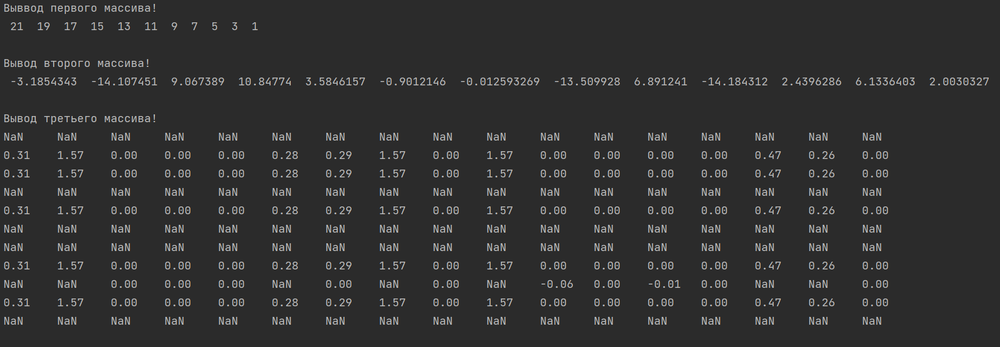 Выввод первого массива!
21 19 17 15 13 11 9 7 5 3 1
Вывод второго массива!
-3.1854343 -14.107451 9.067389 10.84774 3.5846157 -0.9012146 -0.012593269 -13.509928 6.891241 -14.184312 2.4396286 6.1336403 2.0030327
Вывод третьего массива!
NaN NaN NaN NaN NaN NaN NaN NaN NaN NaN NaN NaN NaN NaN NaN NaN NaN
0.31 1.57 0.00 0.00 0.00 0.28 0.29 1.57 0.00 1.57 0.00 0.00 0.00 0.00 0.47 0.26 0.00
0.31 1.57 0.00 0.00 0.00 0.28 0.29 1.57 0.00 1.57 0.00 0.00 0.00 0.00 0.47 0.26 0.00
NaN NaN NaN NaN NaN NaN NaN NaN NaN NaN NaN NaN NaN NaN NaN NaN NaN
0.31 1.57 0.00 0.00 0.00 0.28 0.29 1.57 0.00 1.57 0.00 0.00 0.00 0.00 0.47 0.26 0.00
NaN NaN NaN NaN NaN NaN NaN NaN NaN NaN NaN NaN NaN NaN NaN NaN NaN
NaN NaN NaN NaN NaN NaN NaN NaN NaN NaN NaN NaN NaN NaN NaN NaN NaN
0.31 1.57 0.00 0.00 0.00 0.28 0.29 1.57 0.00 1.57 0.00 0.00 0.00 0.00 0.47 0.26 0.00
NaN NaN 0.00 0.00 0.00 NaN 0.00 NaN 0.00 NaN -0.06 0.00 -0.01 0.00 NaN NaN 0.00
0.31 1.57 0.00 0.00 0.00 0.28 0.29 1.57 0.00 1.57 0.00 0.00 0.00 0.00 0.47 0.26 0.00
NaN NaN NaN NaN NaN NaN NaN NaN NaN NaN NaN NaN NaN NaN NaN NaN NaN